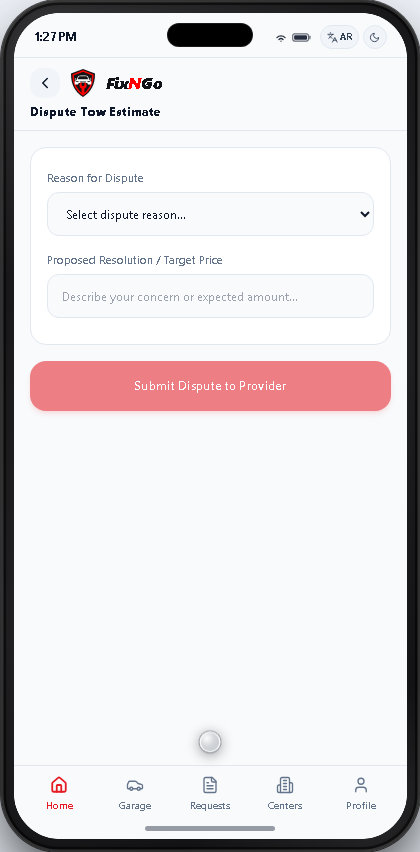 1:27 PM
AR
FixNGo
Dispute Tow Estimate
Reason for Dispute
Select dispute reason...
Proposed Resolution / Target Price
Describe your concern or expected amount...
Submit Dispute to Provider
Home
Garage
Requests
Centers
Profile